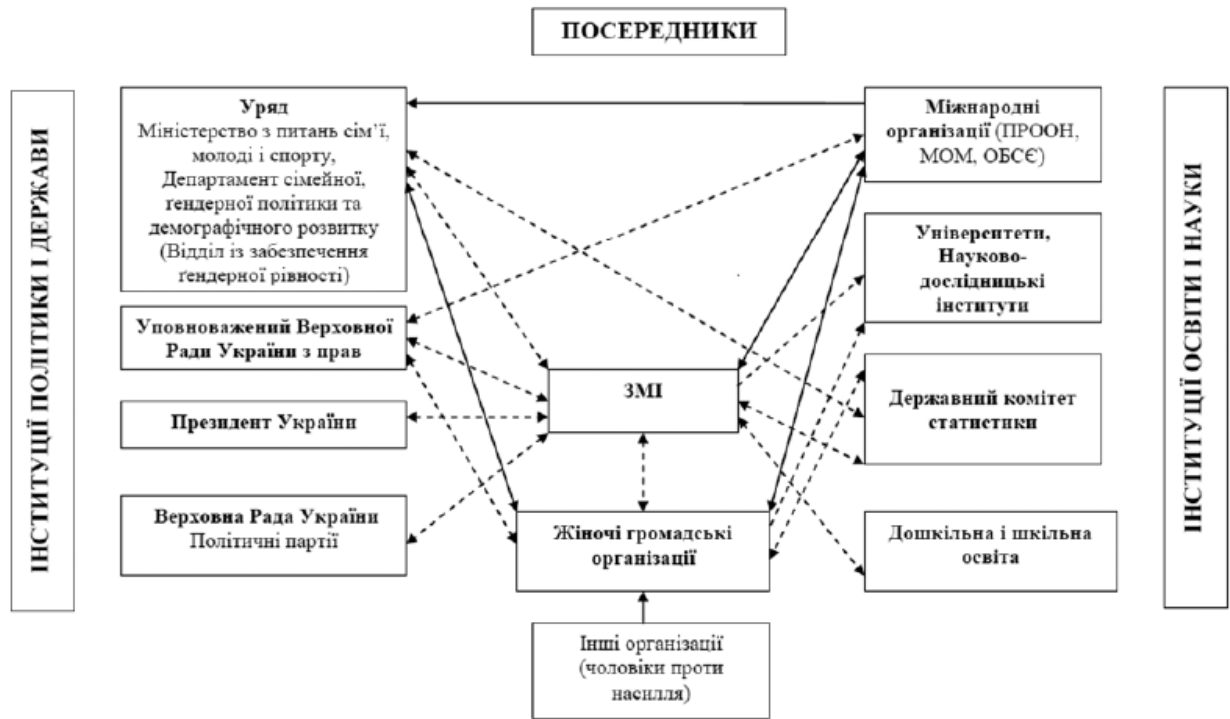 ПОСЕРЕДНИКИ
ІНСТИТУЦІЇ ПОЛІТИКИ І ДЕРЖАВИ
Уряд
Міністерство з питань сім’ї,
молоді і спорту,
Департамент сімейної,
ґендерної політики та
демографічного розвитку
(Відділ із забезпечення
ґендерної рівності)
Уповноважений Верховної
Ради України з прав
Президент України
Верховна Рада України
Політичні партії
ЗМІ
Жіночі громадські
організації
Інші організації
(чоловіки проти
насилля)
Міжнародні
організації (ПРООН,
МОМ, ОБСЄ)
Університети,
Науково-
дослідницькі
інститути
Державний комітет
статистики
Дошкільна і шкільна
освіта
ІНСТИТУЦІЇ ОСВІТИ І НАУКИ